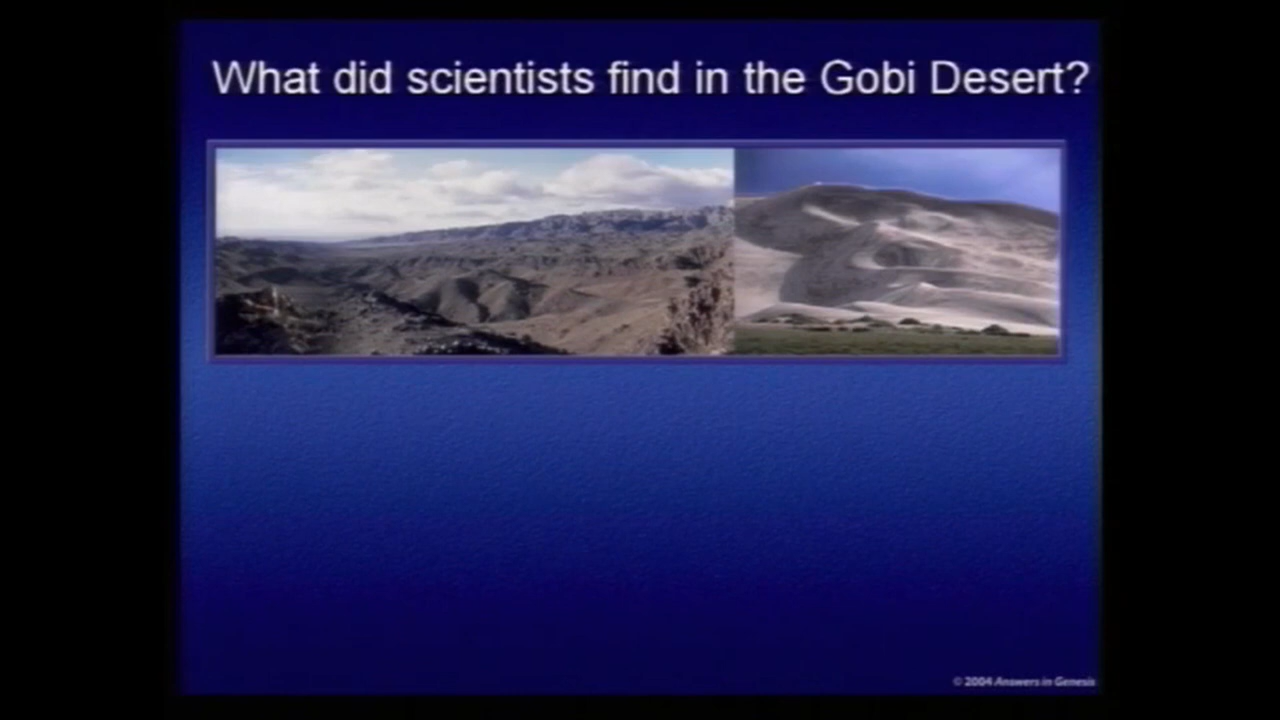 What did scientists find in the Gobi Desert?
© 2004 Answers in Genesis